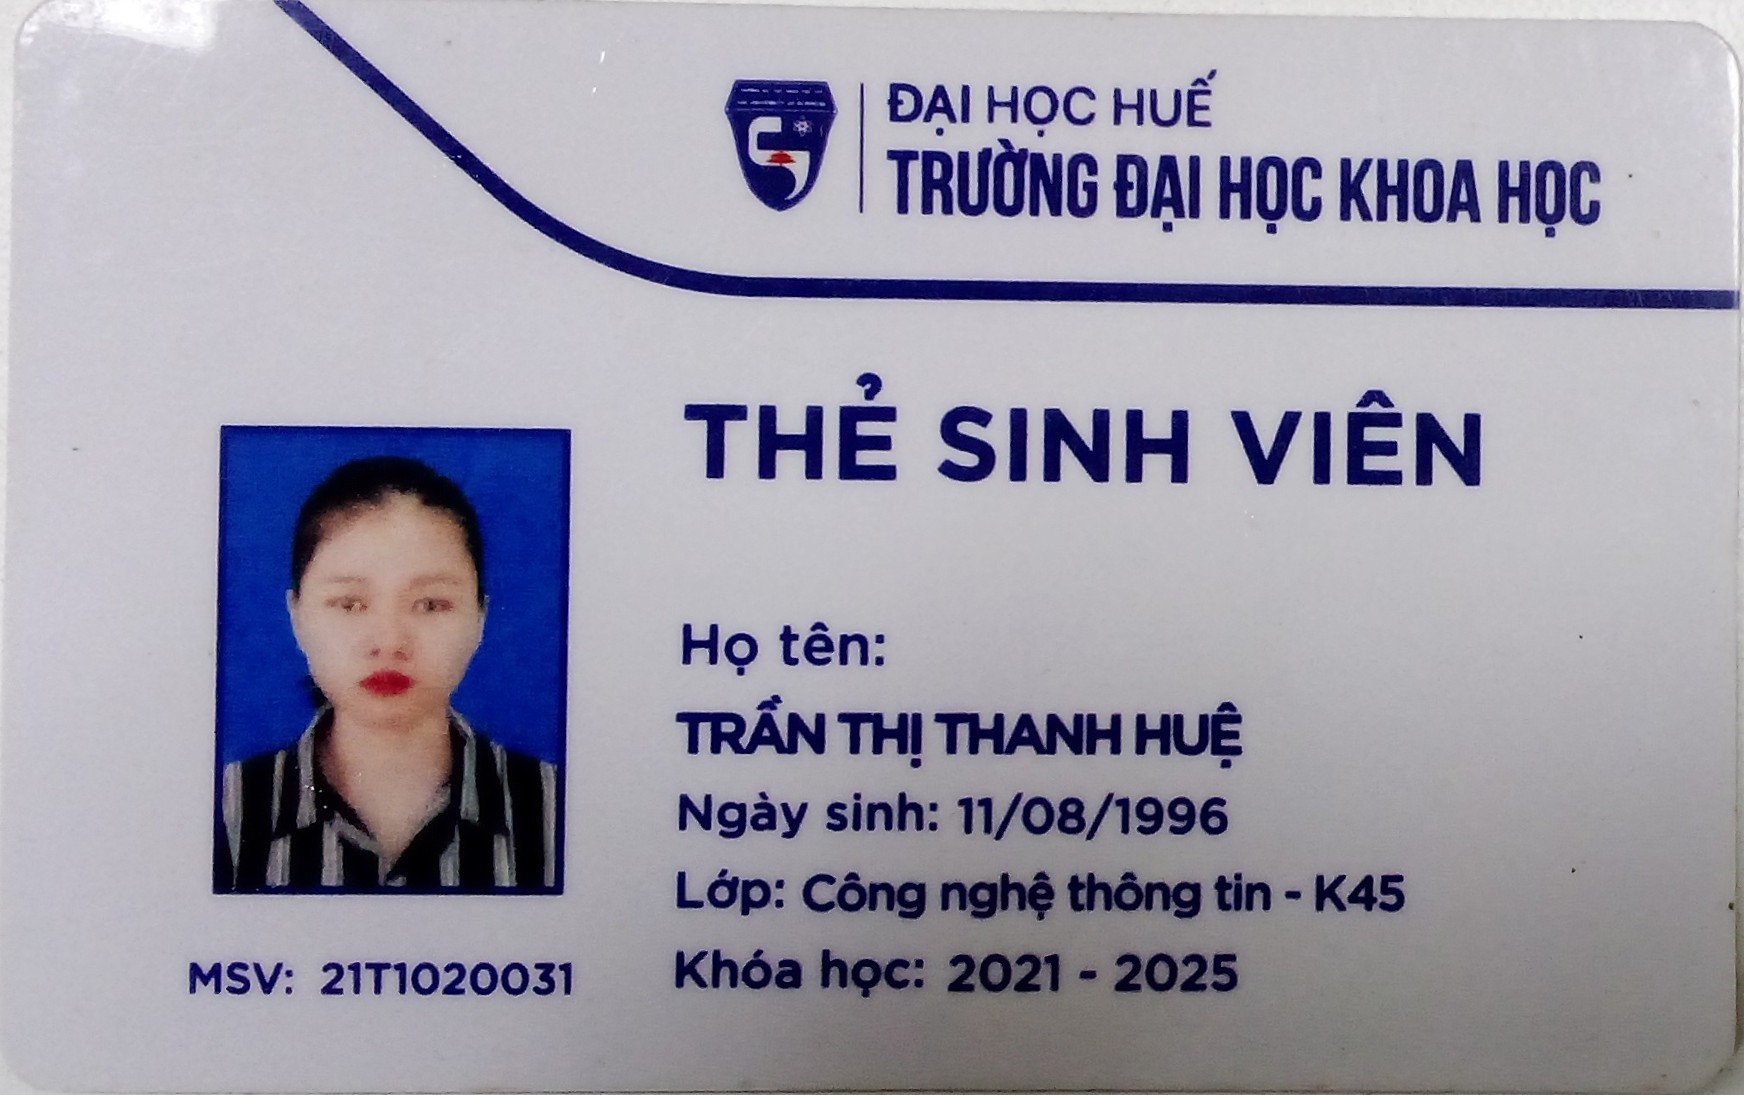 ĐẠI HỌC HUẾ
TRƯỜNG ĐẠI HỌC KHOA HỌC
THẺ SINH VIÊN
Họ tên:
TRẦN THỊ THANH HUỆ
Ngày sinh: 11/08/1996
Lớp: Công nghệ thông tin - K45
Khóa học: 2021 - 2025
MSV: 21T1020031